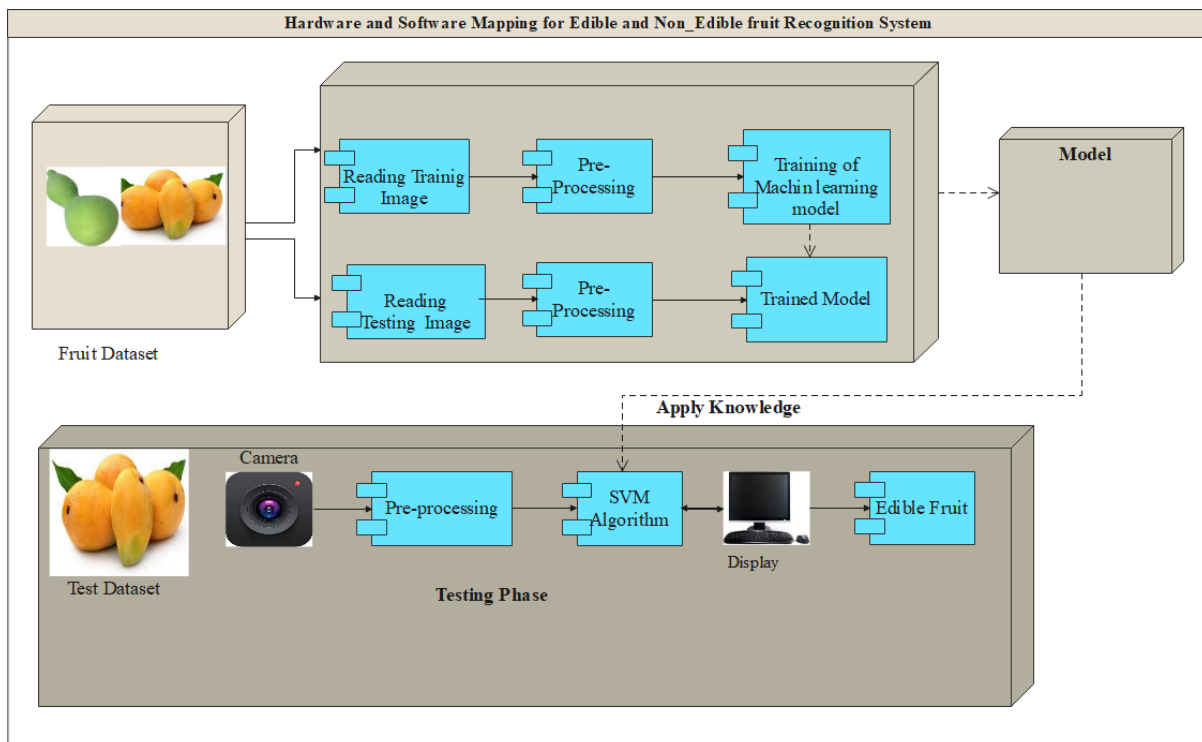 Hardware and Software Mapping for Edible and Non_Edible fruit Recognition System
Reading Trainig
Image
Pre-
Processing
Training of
Machin learning
model
Model
Reading
Testing Image
Pre-
Processing
Trained Model
Fruit Dataset
Apply Knowledge
Camera
Pre-processing
SVM
Algorithm
Edible Fruit
Display
Test Dataset
Testing Phase